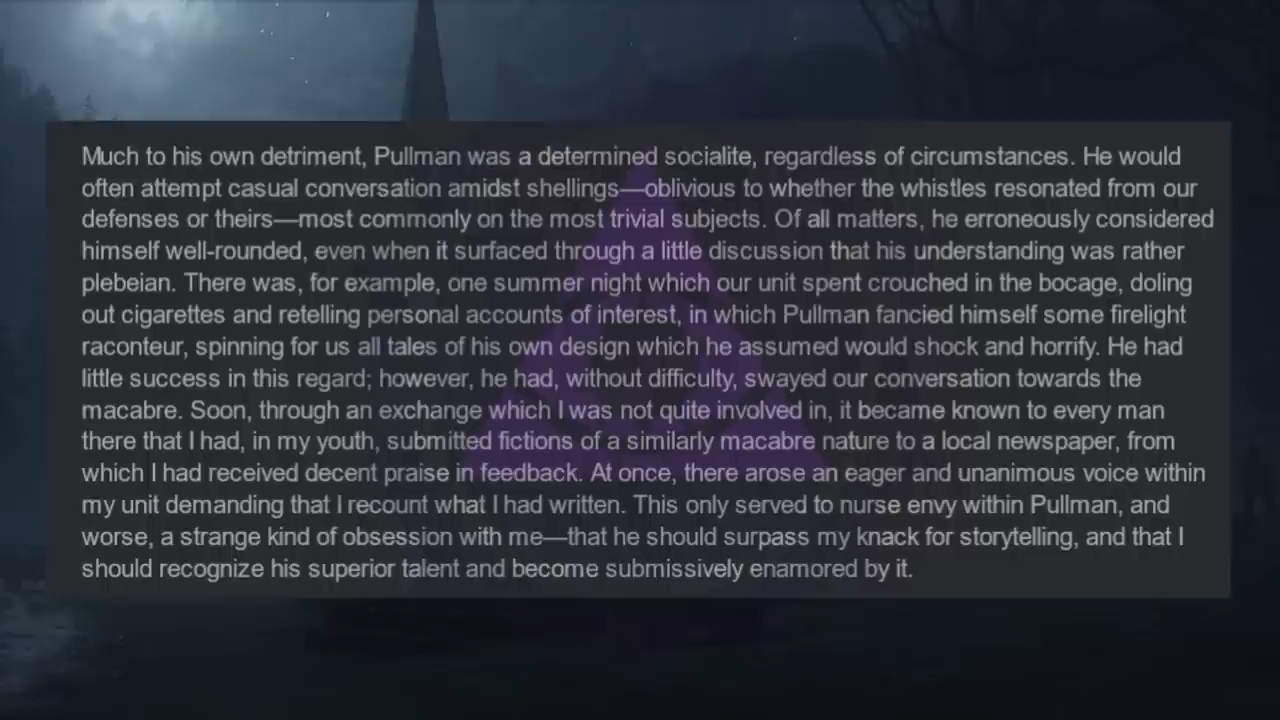 Much to his own detriment, Pullman was a determined socialite, regardless of circumstances. He would
often attempt casual conversation amidst shellings—oblivious to whether the whistles resonated from our
defenses or theirs—most commonly on the most trivial subjects. Of all matters, he erroneously considered
himself well-rounded, even when it surfaced through a little discussion that his understanding was rather
plebeian. There was, for example, one summer night which our unit spent crouched in the bocage, doling
out cigarettes and retelling personal accounts of interest, in which Pullman fancied himself some firelight
raconteur, spinning for us all tales of his own design which he assumed would shock and horrify. He had
little success in this regard; however, he had, without difficulty, swayed our conversation towards the
macabre. Soon, through an exchange which I was not quite involved in, it became known to every man
there that I had, in my youth, submitted fictions of a similarly macabre nature to a local newspaper, from
which I had received decent praise in feedback. At once, there arose an eager and unanimous voice within
my unit demanding that I recount what I had written. This only served to nurse envy within Pullman, and
worse, a strange kind of obsession with me—that he should surpass my knack for storytelling, and that I
should recognize his superior talent and become submissively enamored by it.